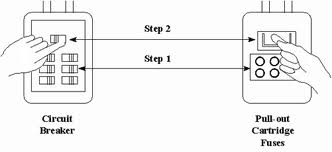 Step 2
Step 1
Circuit
Breaker
Pull-out
Cartridge
Fuses